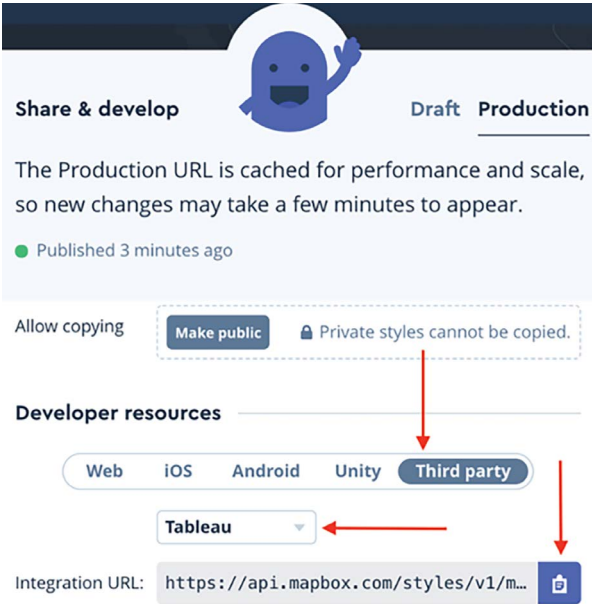 Share & develop Draft Production
The Production URL is cached for performance and scale,
so new changes may take a few minutes to appear.
Published 3 minutes ago
Allow copying Make public Private styles cannot be copied.
Developer resources
Web iOS Android Unity Third party
Tableau
Integration URL: https://api.mapbox.com/styles/v1/m…